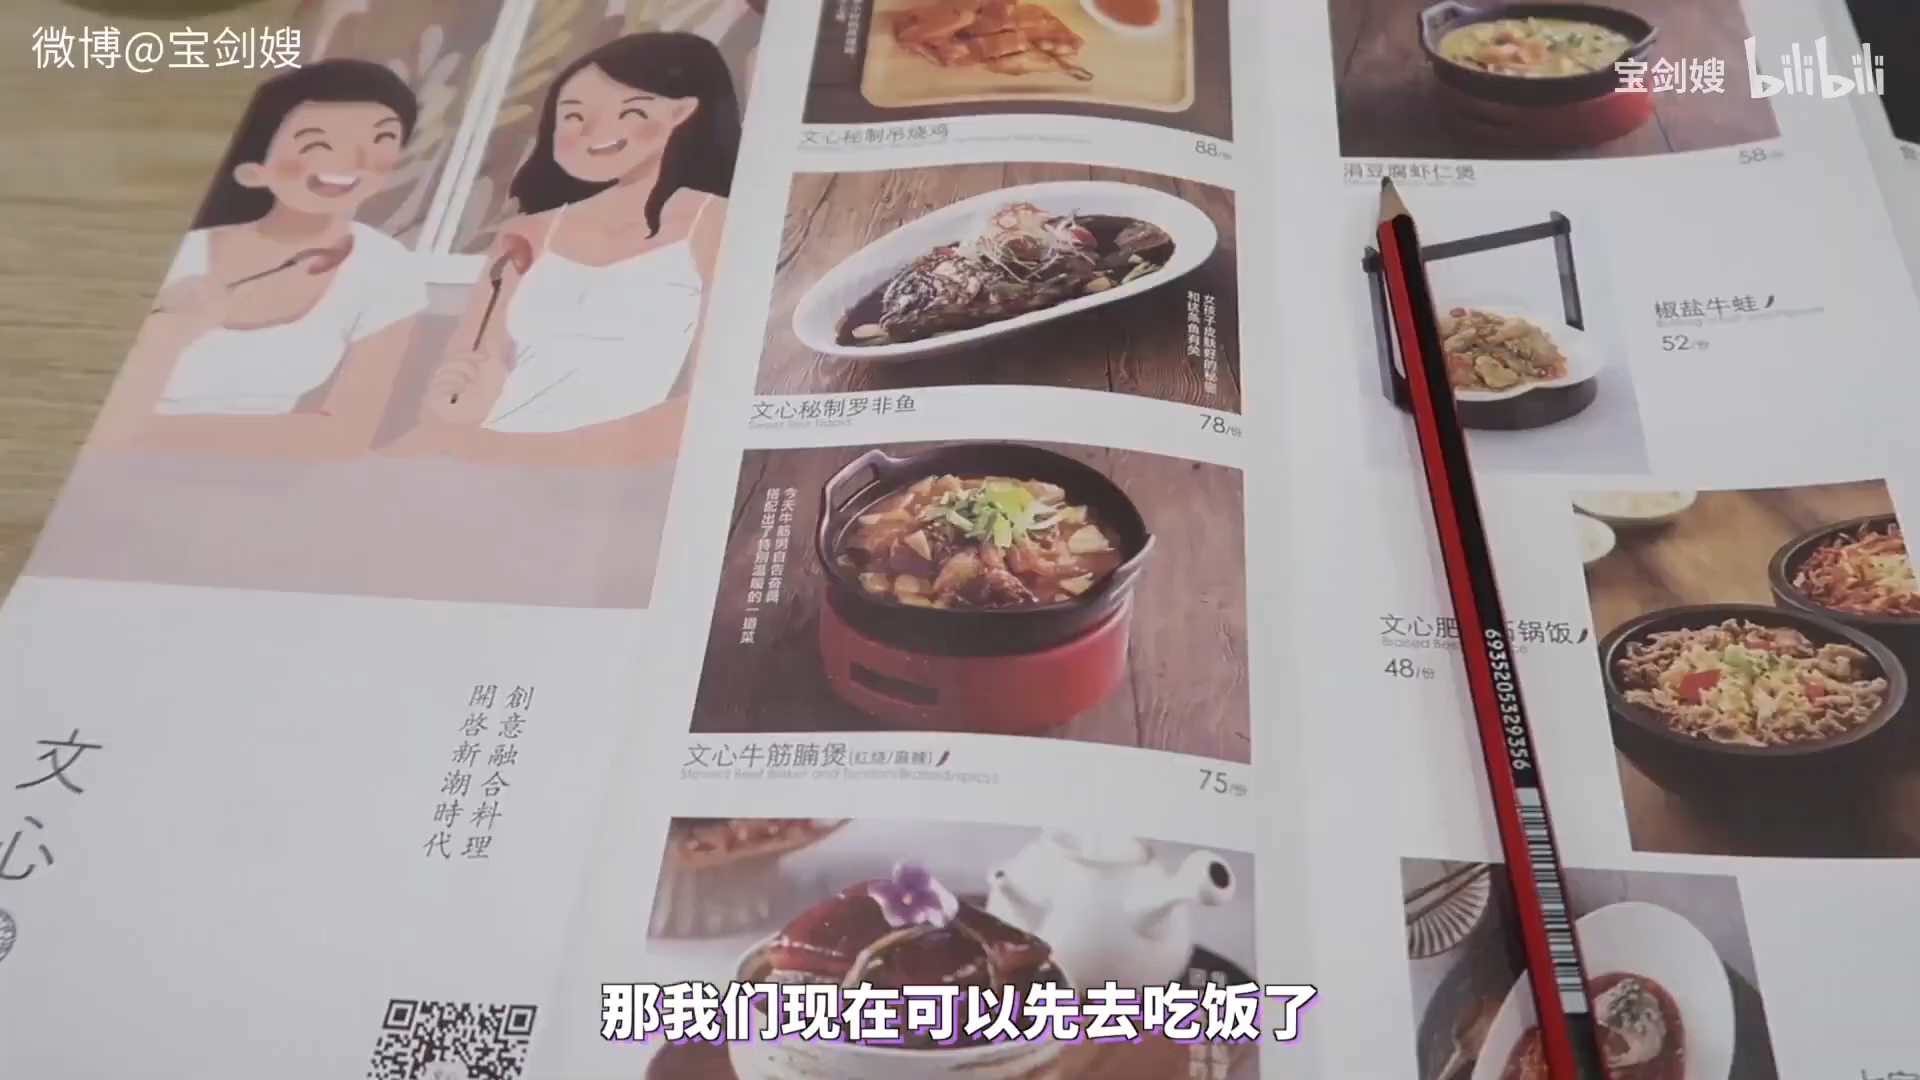 微博@宝剑嫂
宝剑嫂 bilibili
文心秘制吊烧鸡
88/份
滑豆腐虾仁煲
58/份
女孩子皮肤好的秘密
和这条鱼有关
文心秘制罗非鱼
78/份
椒盐牛蛙
52/份
今天牛筋男自告奋勇
搭配出了特别温暖的一道菜
文心牛筋腩煲(红烧/麻辣)
75/份
文心肥
锅饭
48/份
6935205329356
創意融合料理
開啓新潮時代
文心
那我们现在可以先去吃饭了